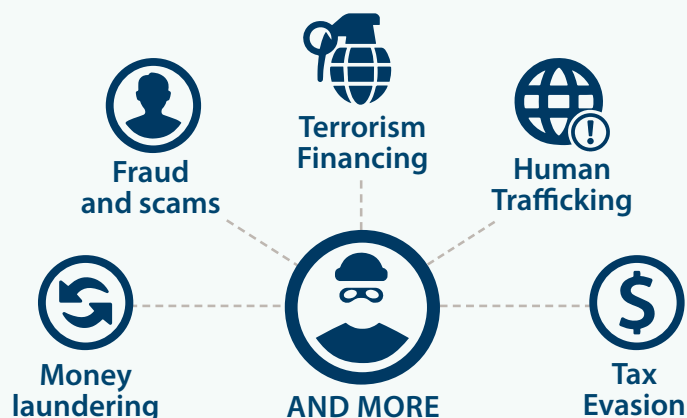 Terrorism
Financing
Fraud
and scams
Human
Trafficking
Money
laundering
AND MORE
Tax
Evasion